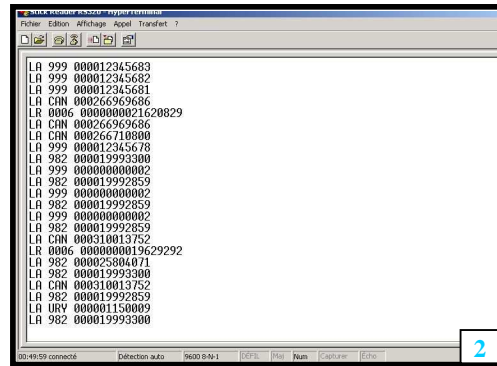 Stick Reader RS320 - HyperTerminal
Fichier Edition Affichage Appel Transfert ?
LA 999 000012345683
LA 999 000012345682
LA 999 000012345681
LA CAN 000266969686
LR 0006 0000000021620829
LA CAN 000266969686
LA CAN 000266710800
LA 999 000012345678
LA 982 000019993300
LA 999 000000000002
LA 982 000019992859
LA 999 000000000002
LA 982 000019992859
LA 999 000000000002
LA 982 000019992859
LA CAN 000310013752
LR 0006 0000000019629292
LA 982 000025804071
LA 982 000019993300
LA CAN 000310013752
LA 982 000019992859
LA URY 000001150009
LA 982 000019993300
00:49:59 connecté Détection auto 9600 8-N-1 DÉFIL Maj Num Capturer Écho
2